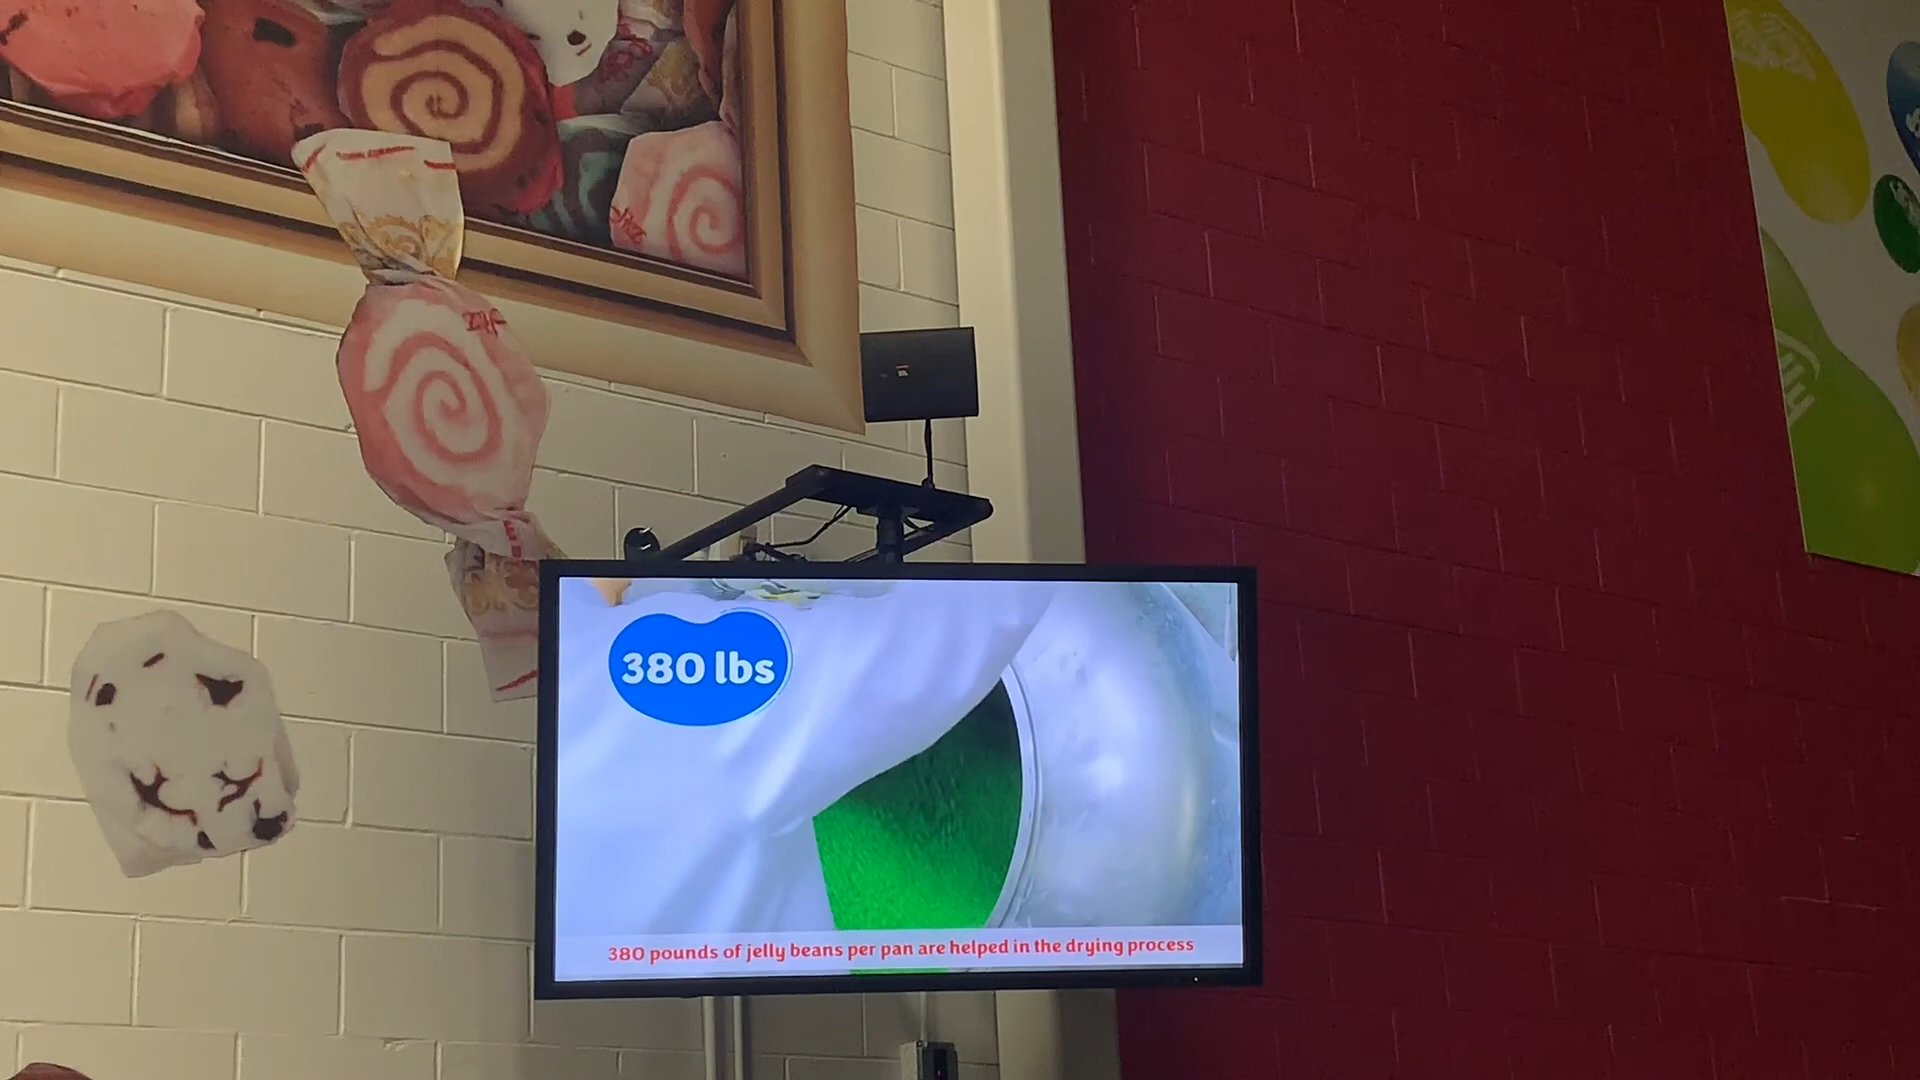 380 lbs
380 pounds of jelly beans per pan are helped in the drying process